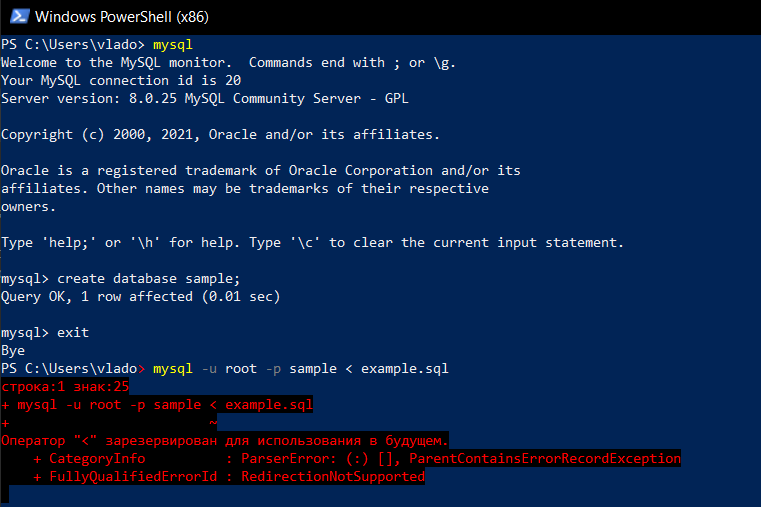 Windows PowerShell (x86)
PS C:\Users\vlado> mysql
Welcome to the MySQL monitor.  Commands end with ; or \g.
Your MySQL connection id is 20
Server version: 8.0.25 MySQL Community Server - GPL
Copyright (c) 2000, 2021, Oracle and/or its affiliates.
Oracle is a registered trademark of Oracle Corporation and/or its
affiliates. Other names may be trademarks of their respective
owners.
Type 'help;' or '\h' for help. Type '\c' to clear the current input statement.
mysql> create database sample;
Query OK, 1 row affected (0.01 sec)
mysql> exit
Bye
PS C:\Users\vlado> mysql -u root -p sample < example.sql
строка:1 знак:25
+ mysql -u root -p sample < example.sql
+                         ~
Оператор "<" зарезервирован для использования в будущем.
    + CategoryInfo          : ParserError: (:) [], ParentContainsErrorRecordException
    + FullyQualifiedErrorId : RedirectionNotSupported